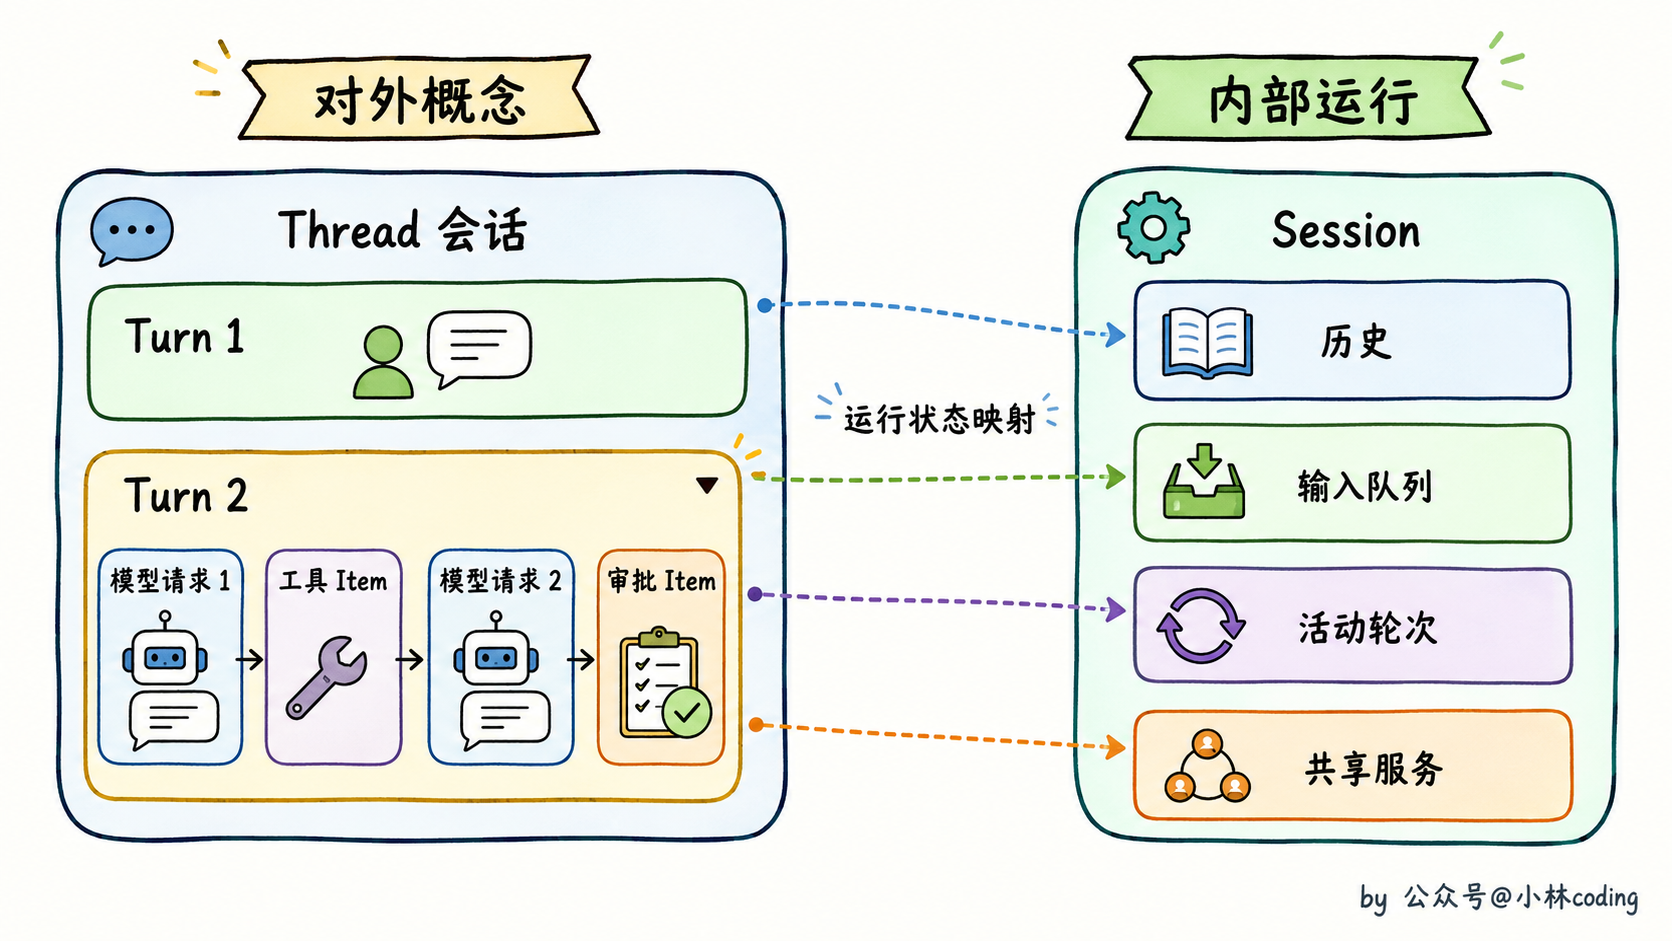 对外概念
内部运行
Thread 会话
Turn 1
Turn 2
模型请求 1
工具 Item
模型请求 2
审批 Item
运行状态映射
Session
历史
输入队列
活动轮次
共享服务
by 公众号@小林coding